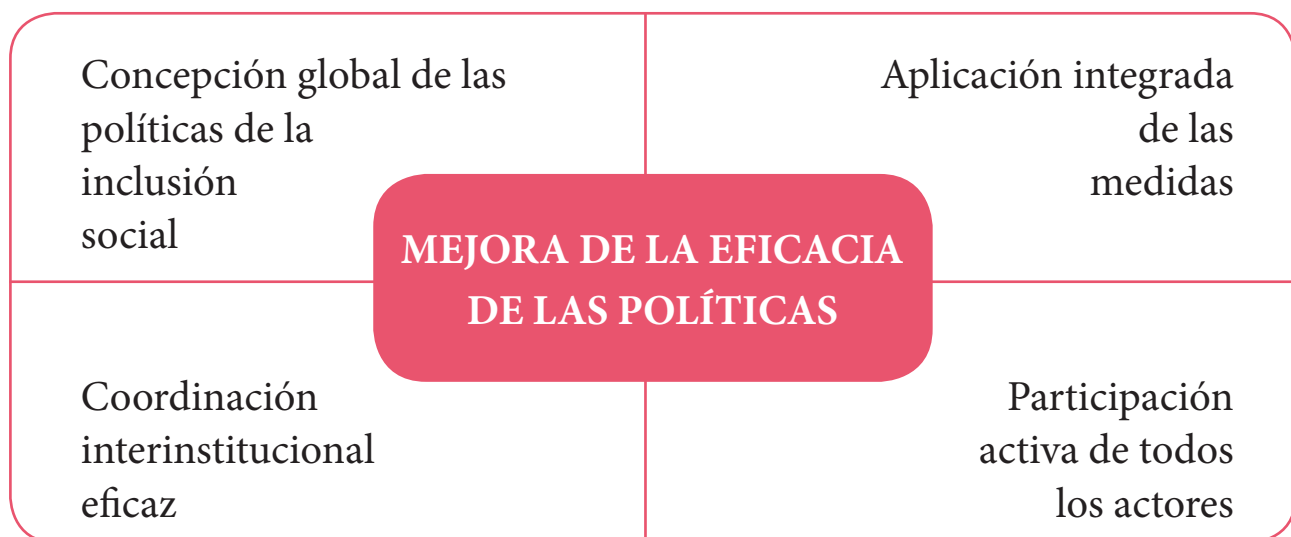 Concepción global de las
políticas de la
inclusión
social
Aplicación integrada
de las
medidas
MEJORA DE LA EFICACIA
DE LAS POLÍTICAS
Coordinación
interinstitucional
eficaz
Participación
activa de todos
los actores